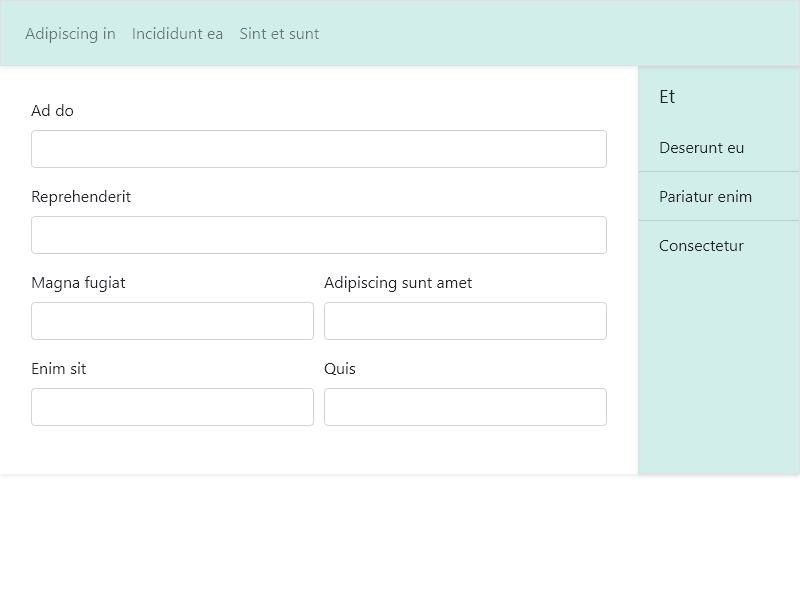 Adipiscing in Incididunt ea Sint et sunt
Ad do
Reprehenderit
Magna fugiat Adipiscing sunt amet
Enim sit Quis
Et
Deserunt eu
Pariatur enim
Consectetur